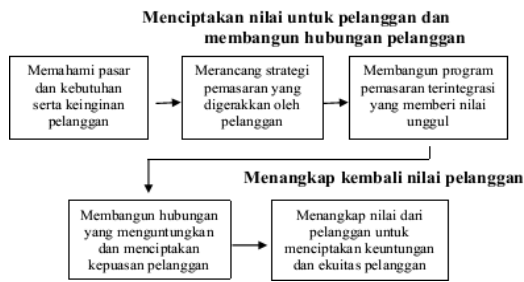 Menciptakan nilai untuk pelanggan dan
membangun hubungan pelanggan
Memahami pasar
dan kebutuhan
serta keinginan
pelanggan
Merancang strategi
pemasaran yang
digerakkan oleh
pelanggan
Membangun program
pemasaran terintegrasi
yang memberi nilai
unggul
Menangkap kembali nilai pelanggan
Membangun hubungan
yang menguntungkan
dan menciptakan
kepuasan pelanggan
Menangkap nilai dari
pelanggan untuk
menciptakan keuntungan
dan ekuitas pelanggan